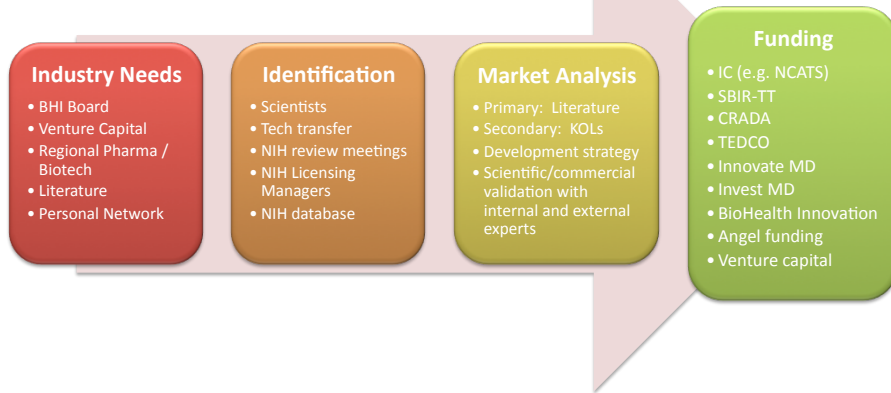 Industry Needs
• BHI Board
• Venture Capital
• Regional Pharma /
Biotech
• Literature
• Personal Network
Identification
• Scientists
• Tech transfer
• NIH review meetings
• NIH Licensing
Managers
• NIH database
Market Analysis
• Primary: Literature
• Secondary: KOLs
• Development strategy
• Scientific/commercial
validation with
internal and external
experts
Funding
• IC (e.g. NCATS)
• SBIR-TT
• CRADA
• TEDCO
• Innovate MD
• Invest MD
• BioHealth Innovation
• Angel funding
• Venture capital